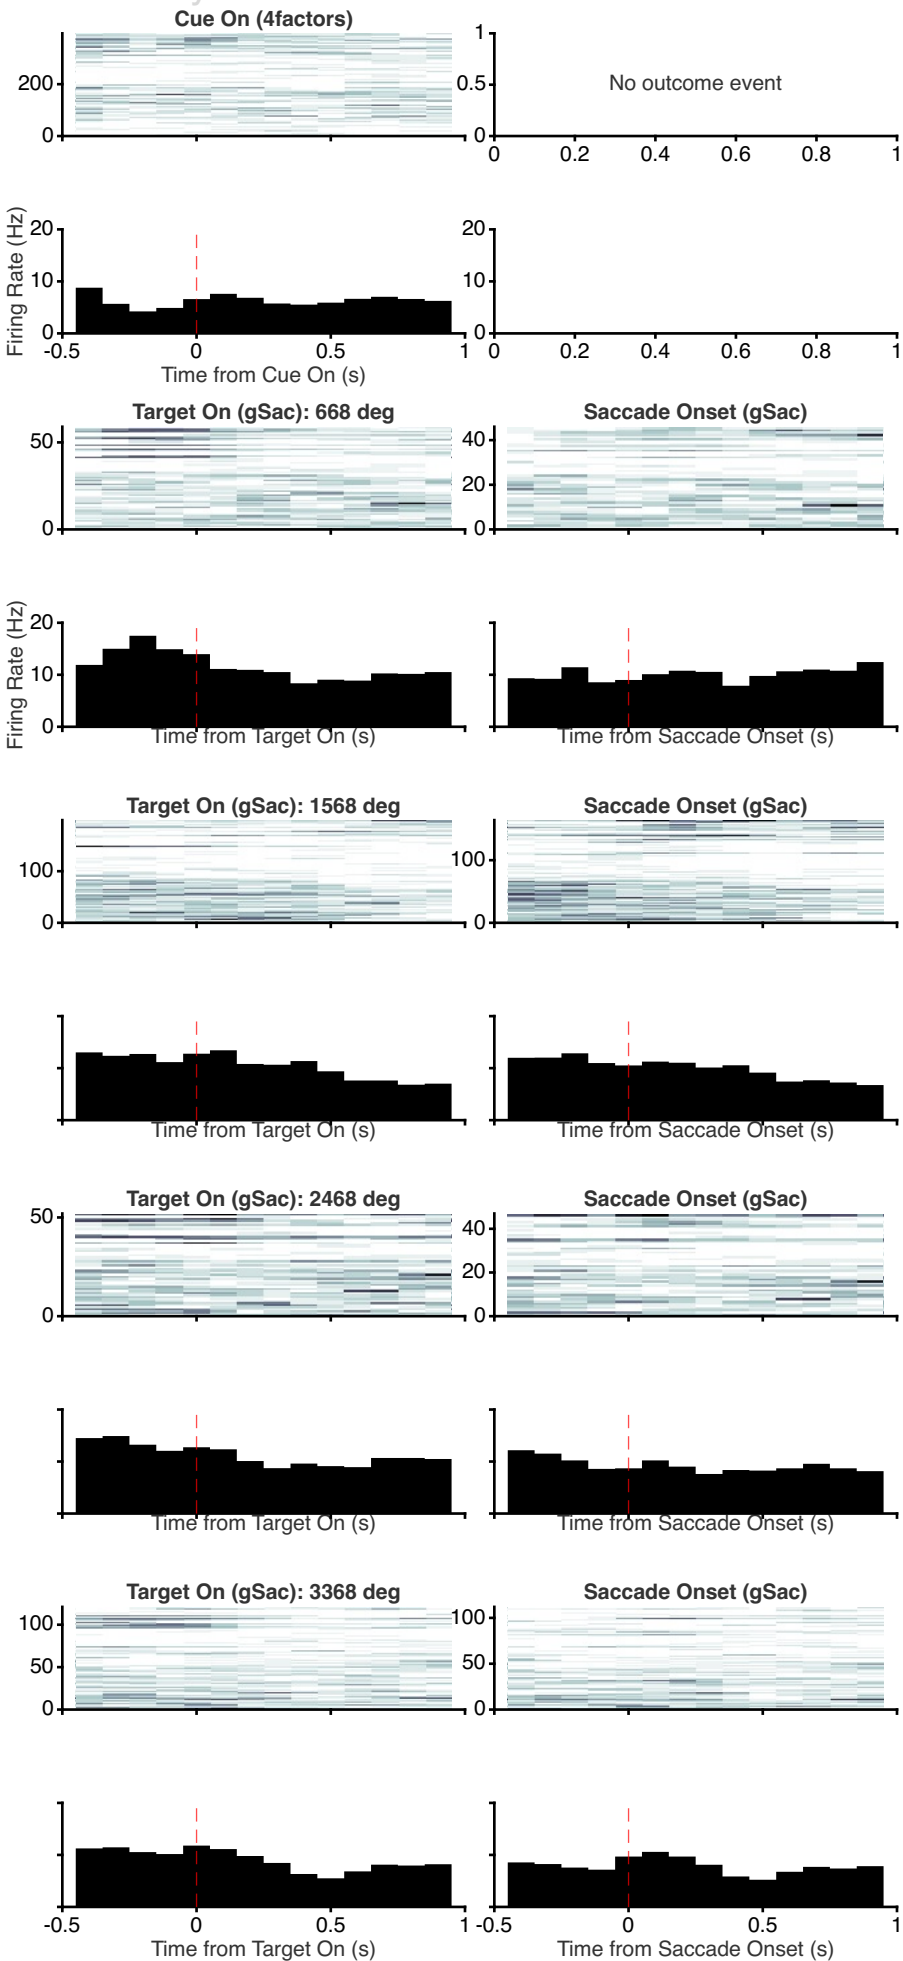 Cue On (4factors)
200
0
1
0.5
0
No outcome event
0 0.2 0.4 0.6 0.8 1
Firing Rate (Hz)
20
10
0
-0.5 0 0.5 1
Time from Cue On (s)
20
10
0
0 0.2 0.4 0.6 0.8 1
Target On (gSac): 668 deg
50
0
Saccade Onset (gSac)
40
20
0
Firing Rate (Hz)
20
10
0
Time from Target On (s)
Time from Saccade Onset (s)
Target On (gSac): 1568 deg
100
0
Saccade Onset (gSac)
100
0
Time from Target On (s)
Time from Saccade Onset (s)
Target On (gSac): 2468 deg
50
0
Saccade Onset (gSac)
40
20
0
Time from Target On (s)
Time from Saccade Onset (s)
Target On (gSac): 3368 deg
100
50
0
Saccade Onset (gSac)
100
50
0
-0.5 0 0.5 1
Time from Target On (s)
-0.5 0 0.5 1
Time from Saccade Onset (s)